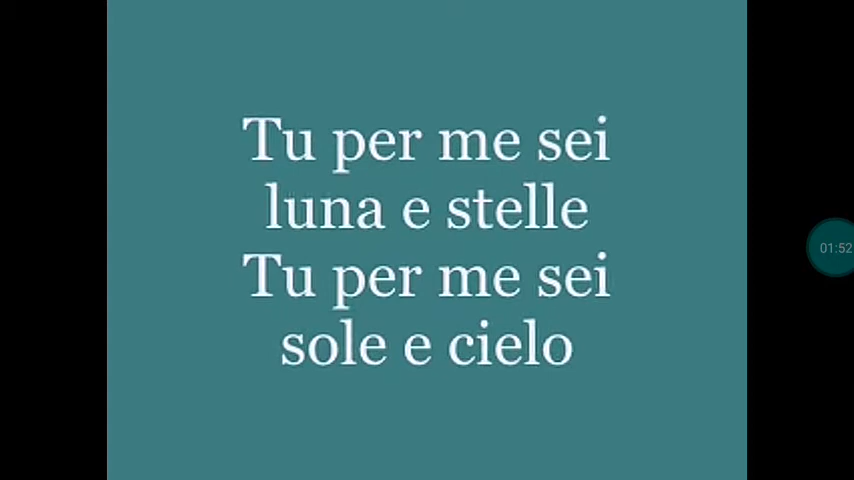 Tu per me sei
luna e stelle
Tu per me sei
sole e cielo
01:52